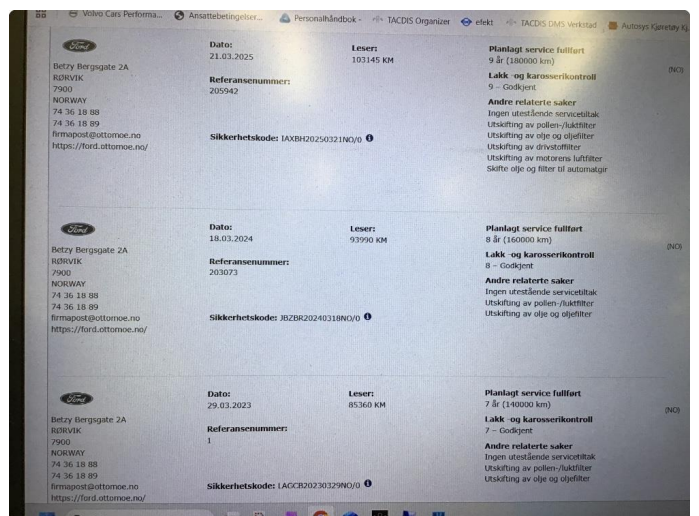 Volvo Cars Performa...
Ansattebetingelser...
Personalhåndbok -
TACDIS Organizer
efekt
TACDIS DMS Verksted
Autosys Kjøretøy Kj
Ford
Betzy Bergsgate 2A
RØRVIK
7900
NORWAY
74 36 18 88
74 36 18 89
firmapost@ottomoe.no
https://ford.ottomoe.no/
Dato:
21.03.2025
Referansenummer:
205942
Sikkerhetskode: IAXBH20250321NO/0
Leser:
103145 KM
Planlagt service fullført
9 år (180000 km)
Lakk -og karosserikontroll
9 - Godkjent
Andre relaterte saker
Ingen utestående servicetiltak
Utskifting av pollen-/luktfilter
Utskifting av olje og oljefilter
Utskifting av drivstoffilter
Utskifting av motorens luftfilter
Skifte olje og filter til automatgir
(NO)
Ford
Betzy Bergsgate 2A
RØRVIK
7900
NORWAY
74 36 18 88
74 36 18 89
firmapost@ottomoe.no
https://ford.ottomoe.no/
Dato:
18.03.2024
Referansenummer:
203073
Sikkerhetskode: JBZBR20240318NO/0
Leser:
93990 KM
Planlagt service fullført
8 år (160000 km)
Lakk -og karosserikontroll
8 - Godkjent
Andre relaterte saker
Ingen utestående servicetiltak
Utskifting av pollen-/luktfilter
Utskifting av olje og oljefilter
(NO)
Ford
Betzy Bergsgate 2A
RØRVIK
7900
NORWAY
74 36 18 88
74 36 18 89
firmapost@ottomoe.no
https://ford.ottomoe.no/
Dato:
29.03.2023
Referansenummer:
1
Sikkerhetskode: LAGCB20230329NO/0
Leser:
85360 KM
Planlagt service fullført
7 år (140000 km)
Lakk -og karosserikontroll
7 - Godkjent
Andre relaterte saker
Ingen utestående servicetiltak
Utskifting av pollen-/luktfilter
Utskifting av olje og oljefilter
(NO)